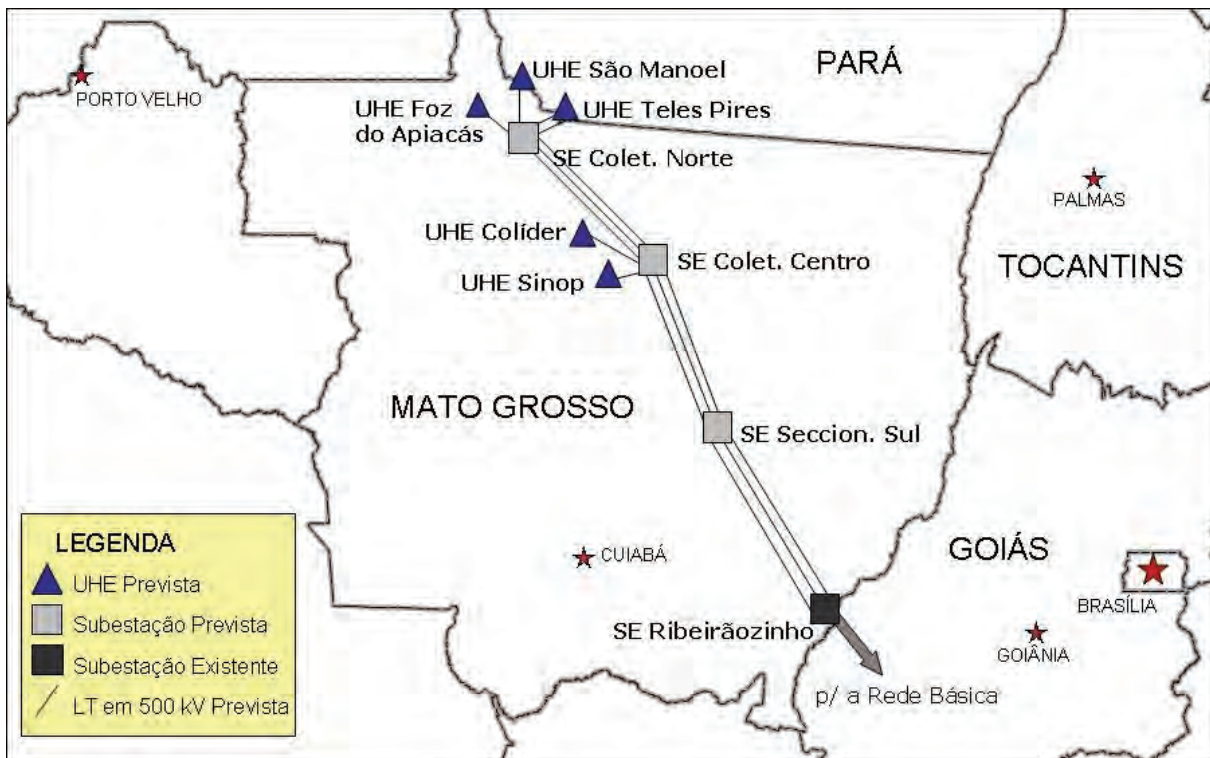 UHE São Manoel
PARÁ
PORTO VELHO
UHE Foz
do Apiacás
UHE Teles Pires
SE Colet. Norte
PALMAS
UHE Colíder
SE Colet. Centro
TOCANTINS
UHE Sinop
MATO GROSSO
SE Seccion. Sul
LEGENDA
UHE Prevista
Subestação Prevista
Subestação Existente
LT em 500 kV Prevista
CUIABÁ
GOIÁS
BRASÍLIA
SE Ribeirãozinho
GOIÂNIA
p/ a Rede Básica